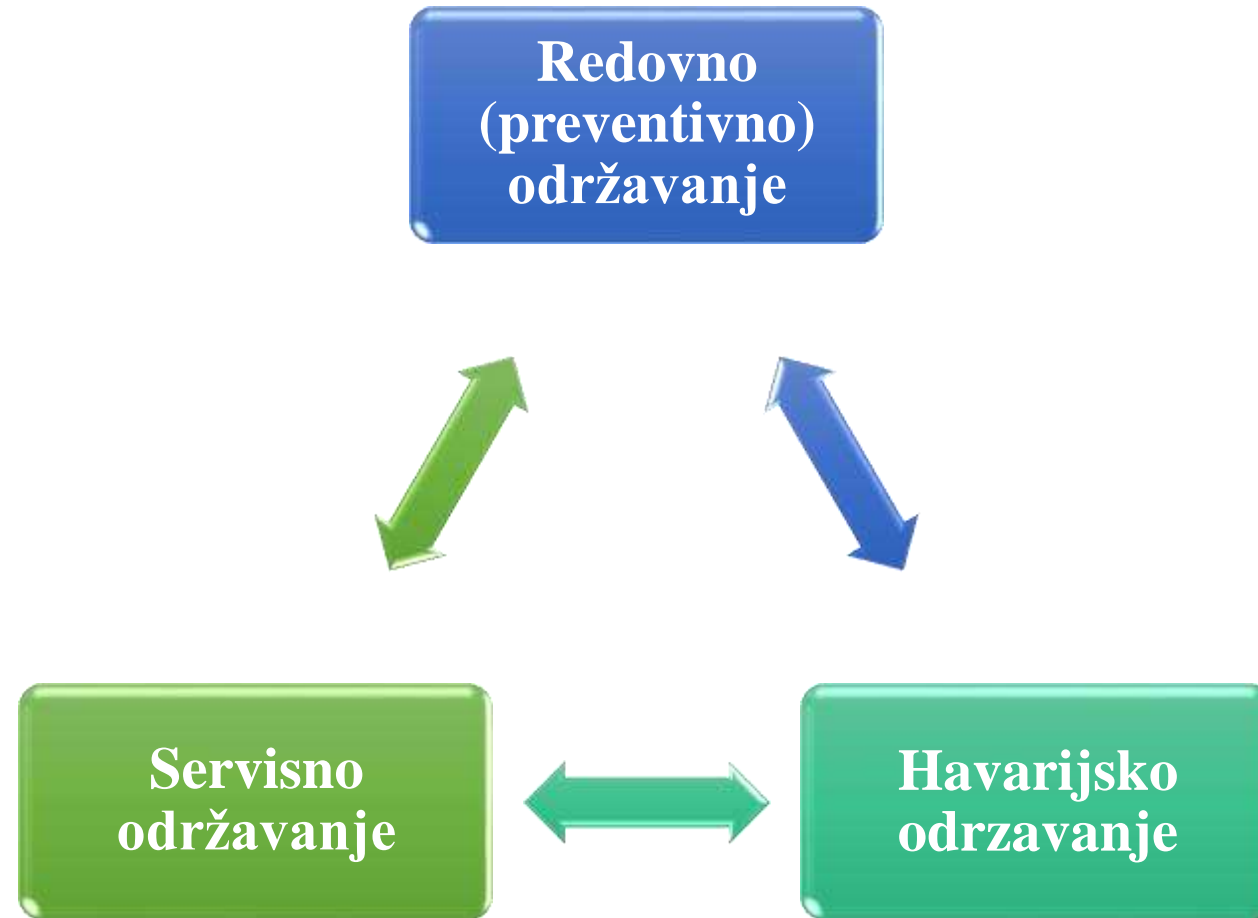 Redovno
(preventivno)
održavanje
Servisno
održavanje
Havarijsko
odrzavanje